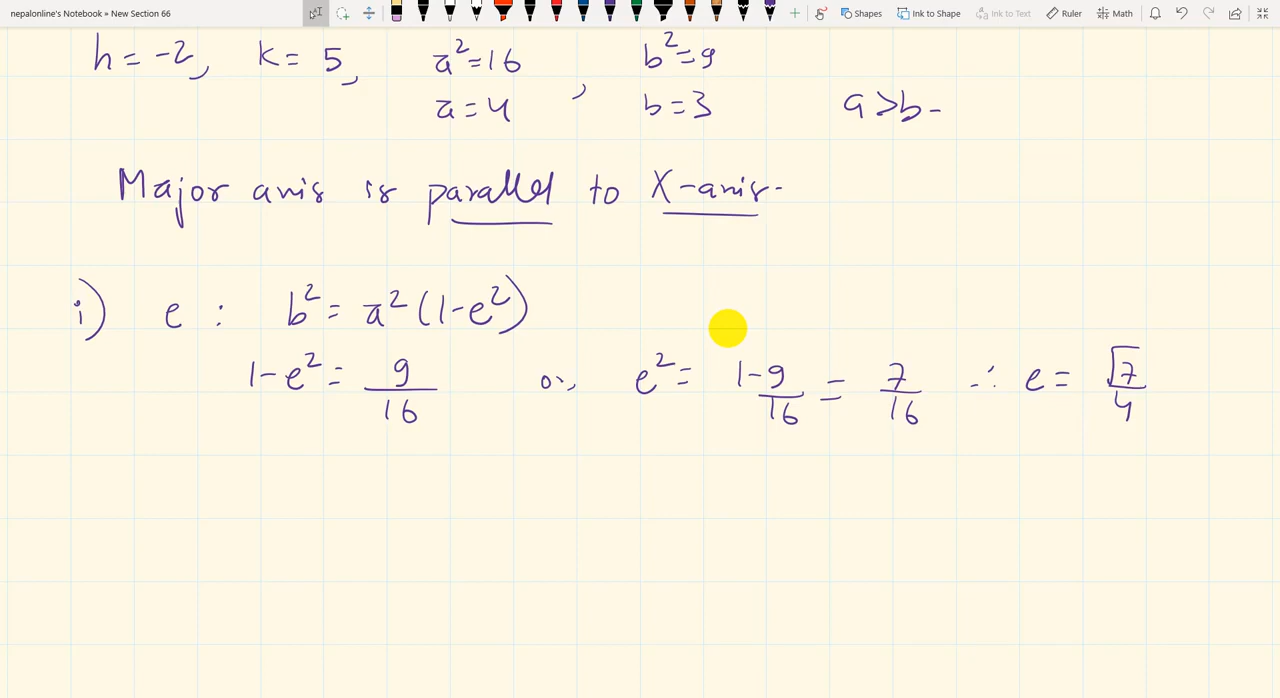 nepalonline's Notebook » New Section 66
Shapes Ink to Shape Ink to Text Ruler Math
h = -2, k = 5, a²=16, b²=9
a = 4 b = 3 a > b -
Major axis is parallel to X-axis.
i) e : b² = a² (1-e²)
1-e² = 9/16 or, e² = 1-9/16 = 7/16 ∴ e = √7/4